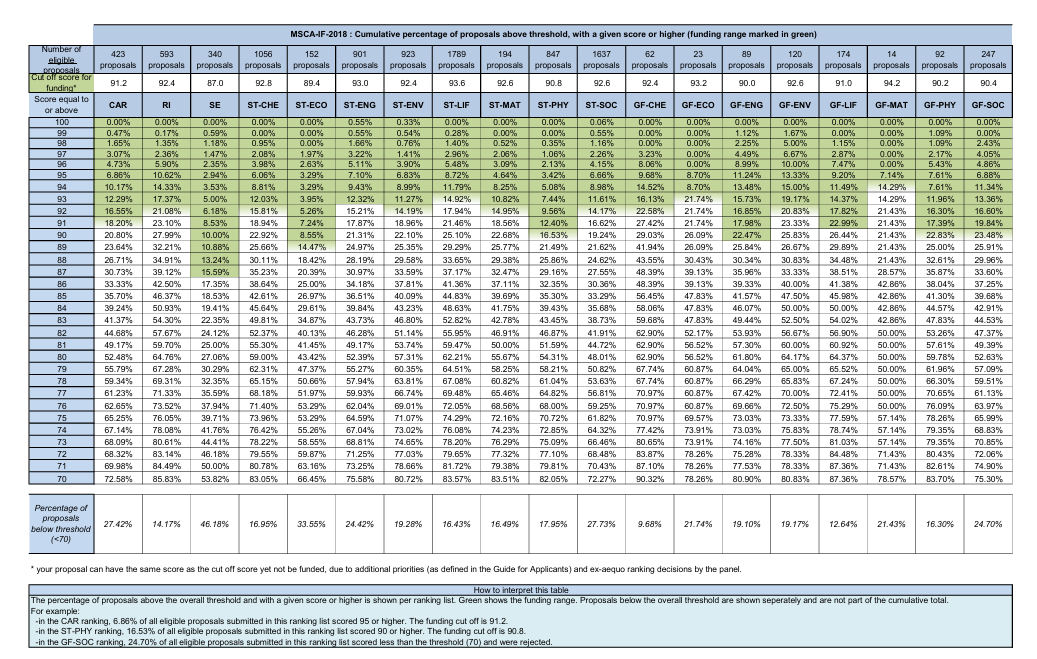 MSCA-IF-2018 : Cumulative percentage of proposals above threshold, with a given score or higher (funding range marked in green)
Number of eligible proposals 423 proposals 593 proposals 340 proposals 1056 proposals 152 proposals 901 proposals 923 proposals 1789 proposals 194 proposals 847 proposals 1637 proposals 62 proposals 23 proposals 89 proposals 120 proposals 174 proposals 14 proposals 92 proposals 247 proposals
Cut off score for funding* 91.2 92.4 87.0 92.8 89.4 93.0 92.4 93.6 92.6 90.8 92.6 92.4 93.2 90.0 92.6 91.0 94.2 90.2 90.4
Score equal to or above CAR RI SE ST-CHE ST-ECO ST-ENG ST-ENV ST-LIF ST-MAT ST-PHY ST-SOC GF-CHE GF-ECO GF-ENG GF-ENV GF-LIF GF-MAT GF-PHY GF-SOC
100 0.00% 0.00% 0.00% 0.00% 0.00% 0.55% 0.33% 0.00% 0.00% 0.00% 0.06% 0.00% 0.00% 0.00% 0.00% 0.00% 0.00% 0.00% 0.00%
99 0.47% 0.17% 0.59% 0.00% 0.00% 0.55% 0.54% 0.28% 0.00% 0.00% 0.55% 0.00% 0.00% 1.12% 1.67% 0.00% 0.00% 1.09% 0.00%
98 1.65% 1.35% 1.18% 0.95% 0.00% 1.66% 0.76% 1.40% 0.52% 0.35% 1.16% 0.00% 0.00% 2.25% 5.00% 1.15% 0.00% 1.09% 2.43%
97 3.07% 2.36% 1.47% 2.08% 1.97% 3.22% 1.41% 2.96% 2.06% 1.06% 2.26% 3.23% 0.00% 4.49% 6.67% 2.87% 0.00% 2.17% 4.05%
96 4.73% 5.90% 2.35% 3.98% 2.63% 5.11% 3.90% 5.48% 3.09% 2.13% 4.15% 8.06% 0.00% 8.99% 10.00% 7.47% 0.00% 5.43% 4.86%
95 6.86% 10.62% 2.94% 6.06% 3.29% 7.10% 6.83% 8.72% 4.64% 3.42% 6.66% 9.68% 8.70% 11.24% 13.33% 9.20% 7.14% 7.61% 6.88%
94 10.17% 14.33% 3.53% 8.81% 3.29% 9.43% 8.99% 11.79% 8.25% 5.08% 8.98% 14.52% 8.70% 13.48% 15.00% 11.49% 14.29% 7.61% 11.34%
93 12.29% 17.37% 5.00% 12.03% 3.95% 12.32% 11.27% 14.92% 10.82% 7.44% 11.61% 16.13% 21.74% 15.73% 19.17% 14.37% 14.29% 11.96% 13.36%
92 16.55% 21.08% 6.18% 15.81% 5.26% 15.21% 14.19% 17.94% 14.95% 9.56% 14.17% 22.58% 21.74% 16.85% 20.83% 17.82% 21.43% 16.30% 16.60%
91 18.20% 23.10% 8.53% 18.94% 7.24% 17.87% 18.96% 21.46% 18.56% 12.40% 16.62% 27.42% 21.74% 17.98% 23.33% 22.99% 21.43% 17.39% 19.84%
90 20.80% 27.99% 10.00% 22.92% 8.55% 21.31% 22.10% 25.10% 22.68% 16.53% 19.24% 29.03% 26.09% 22.47% 25.83% 26.44% 21.43% 22.83% 23.48%
89 23.64% 32.21% 10.88% 25.66% 14.47% 24.97% 25.35% 29.29% 25.77% 21.49% 21.62% 41.94% 26.09% 25.84% 26.67% 29.89% 21.43% 25.00% 25.91%
88 26.71% 34.91% 13.24% 30.11% 18.42% 29.19% 29.58% 33.65% 29.38% 25.86% 24.62% 43.55% 30.43% 30.34% 30.83% 34.48% 21.43% 32.61% 29.96%
87 30.73% 39.12% 15.59% 35.23% 20.39% 30.97% 33.59% 37.17% 32.47% 29.16% 27.55% 48.39% 39.13% 35.96% 33.33% 38.51% 28.57% 35.87% 33.60%
86 33.33% 42.50% 17.35% 38.64% 25.00% 34.18% 37.81% 41.36% 37.11% 32.35% 30.36% 48.39% 39.13% 39.33% 40.00% 41.38% 42.86% 38.04% 37.25%
85 35.70% 46.37% 18.53% 42.61% 26.97% 36.51% 40.09% 44.83% 39.69% 35.30% 33.29% 56.45% 47.83% 41.57% 47.50% 45.98% 42.86% 41.30% 39.68%
84 39.24% 50.93% 19.41% 45.64% 29.61% 39.84% 43.23% 48.63% 41.75% 39.43% 35.86% 58.06% 47.83% 46.07% 50.00% 50.00% 42.86% 44.57% 42.91%
83 41.37% 54.30% 22.35% 49.81% 34.87% 43.73% 46.80% 52.82% 42.78% 43.45% 38.73% 59.68% 47.83% 49.44% 52.50% 54.02% 42.86% 47.83% 44.53%
82 44.68% 57.67% 24.12% 52.37% 40.13% 46.28% 51.14% 55.95% 46.91% 46.87% 41.91% 62.90% 52.17% 53.93% 56.67% 56.90% 42.86% 53.26% 47.37%
81 49.17% 59.70% 25.00% 55.30% 41.45% 49.17% 53.74% 59.47% 50.00% 51.59% 44.72% 62.90% 56.52% 57.30% 60.00% 60.92% 50.00% 57.61% 49.39%
80 52.48% 64.76% 27.06% 59.00% 43.42% 52.39% 57.31% 62.21% 55.67% 54.31% 48.01% 62.90% 56.52% 61.80% 64.17% 64.37% 50.00% 59.78% 52.63%
79 55.79% 67.28% 30.29% 62.31% 47.37% 55.27% 60.35% 64.51% 58.25% 58.21% 50.82% 67.74% 60.87% 64.04% 65.00% 65.52% 50.00% 61.96% 57.09%
78 59.34% 69.31% 32.35% 65.15% 50.66% 57.94% 63.81% 67.08% 60.82% 61.04% 53.63% 67.74% 60.87% 66.29% 65.83% 67.24% 50.00% 66.30% 59.51%
77 61.23% 71.33% 35.59% 68.18% 51.97% 59.93% 66.74% 69.48% 65.46% 64.82% 56.81% 70.97% 60.87% 67.42% 70.00% 72.41% 50.00% 70.65% 61.13%
76 62.65% 73.52% 37.94% 71.40% 53.29% 62.04% 69.01% 72.05% 68.56% 68.00% 59.25% 70.97% 60.87% 69.66% 72.50% 75.29% 50.00% 76.09% 63.97%
75 65.25% 76.05% 39.71% 73.96% 53.29% 64.59% 71.07% 74.29% 72.16% 70.72% 61.82% 70.97% 69.57% 73.03% 73.33% 77.59% 57.14% 78.26% 65.99%
74 67.14% 78.08% 41.76% 76.42% 55.26% 67.04% 73.02% 76.08% 74.23% 72.85% 64.32% 77.42% 73.91% 73.03% 75.83% 78.74% 57.14% 79.35% 68.83%
73 68.09% 80.61% 44.41% 78.22% 58.55% 68.81% 74.65% 78.20% 76.29% 75.09% 66.46% 80.65% 73.91% 74.16% 77.50% 81.03% 57.14% 79.35% 70.85%
72 68.32% 83.14% 46.18% 79.55% 59.87% 71.25% 77.03% 79.65% 77.32% 77.10% 68.48% 83.87% 78.26% 75.28% 78.33% 84.48% 71.43% 80.43% 72.06%
71 69.98% 84.49% 50.00% 80.78% 63.16% 73.25% 78.66% 81.72% 79.38% 79.81% 70.43% 87.10% 78.26% 77.53% 78.33% 87.36% 71.43% 82.61% 74.90%
70 72.58% 85.83% 53.82% 83.05% 66.45% 75.58% 80.72% 83.57% 83.51% 82.05% 72.27% 90.32% 78.26% 80.90% 80.83% 87.36% 78.57% 83.70% 75.30%
Percentage of proposals below threshold (<70) 27.42% 14.17% 46.18% 16.95% 33.55% 24.42% 19.28% 16.43% 16.49% 17.95% 27.73% 9.68% 21.74% 19.10% 19.17% 12.64% 21.43% 16.30% 24.70%
* your proposal can have the same score as the cut off score yet not be funded, due to additional priorities (as defined in the Guide for Applicants) and ex-aequo ranking decisions by the panel.
How to interpret this table
The percentage of proposals above the overall threshold and with a given score or higher is shown per ranking list. Green shows the funding range. Proposals below the overall threshold are shown seperately and are not part of the cumulative total.
For example:
-in the CAR ranking, 6.86% of all eligible proposals submitted in this ranking list scored 95 or higher. The funding cut off is 91.2.
-in the ST-PHY ranking, 16.53% of all eligible proposals submitted in this ranking list scored 90 or higher. The funding cut off is 90.8.
-in the GF-SOC ranking, 24.70% of all eligible proposals submitted in this ranking list scored less than the threshold (70) and were rejected.